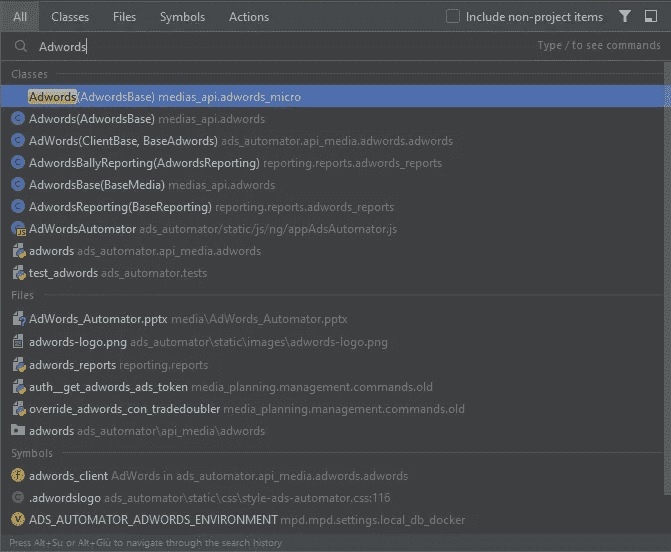 All Classes Files Symbols Actions Include non-project items
Adwords Type / to see commands
Classes
Adwords(AdwordsBase) medias_api.adwords_micro
Adwords(AdwordsBase) medias_api.adwords
AdWords(ClientBase, BaseAdwords) ads_automator.api_media.adwords.adwords
AdwordsBallyReporting(AdwordsReporting) reporting.reports.adwords_reports
AdwordsBase(BaseMedia) medias_api.adwords
AdwordsReporting(BaseReporting) reporting.reports.adwords_reports
AdWordsAutomator ads_automator/static/js/ng/appAdsAutomator.js
adwords ads_automator.api_media.adwords
test_adwords ads_automator.tests
Files
AdWords_Automator.pptx media\AdWords_Automator.pptx
adwords-logo.png ads_automator\static\images\adwords-logo.png
adwords_reports reporting.reports
auth__get_adwords_ads_token media_planning.management.commands.old
override_adwords_con_tradedoubler media_planning.management.commands.old
adwords ads_automator\api_media\adwords
Symbols
adwords_client AdWords in ads_automator.api_media.adwords.adwords
.adwordslogo ads_automator\static\css\style-ads-automator.css:116
ADS_AUTOMATOR_ADWORDS_ENVIRONMENT mpd.mpd.settings.local_db_docker
Press Alt+Su or Alt+Giù to navigate through the search history